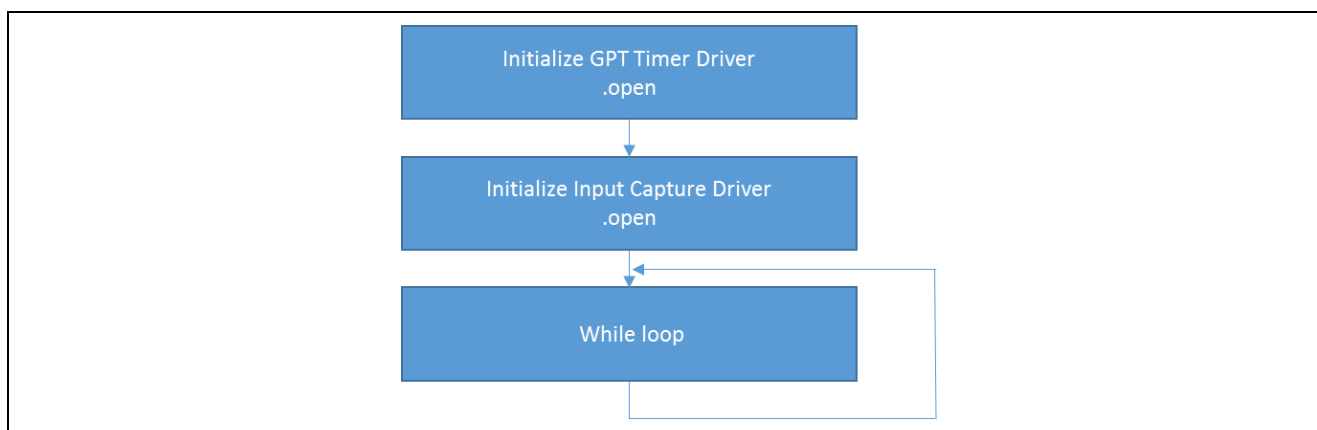 Initialize GPT Timer Driver
.open
Initialize Input Capture Driver
.open
While loop